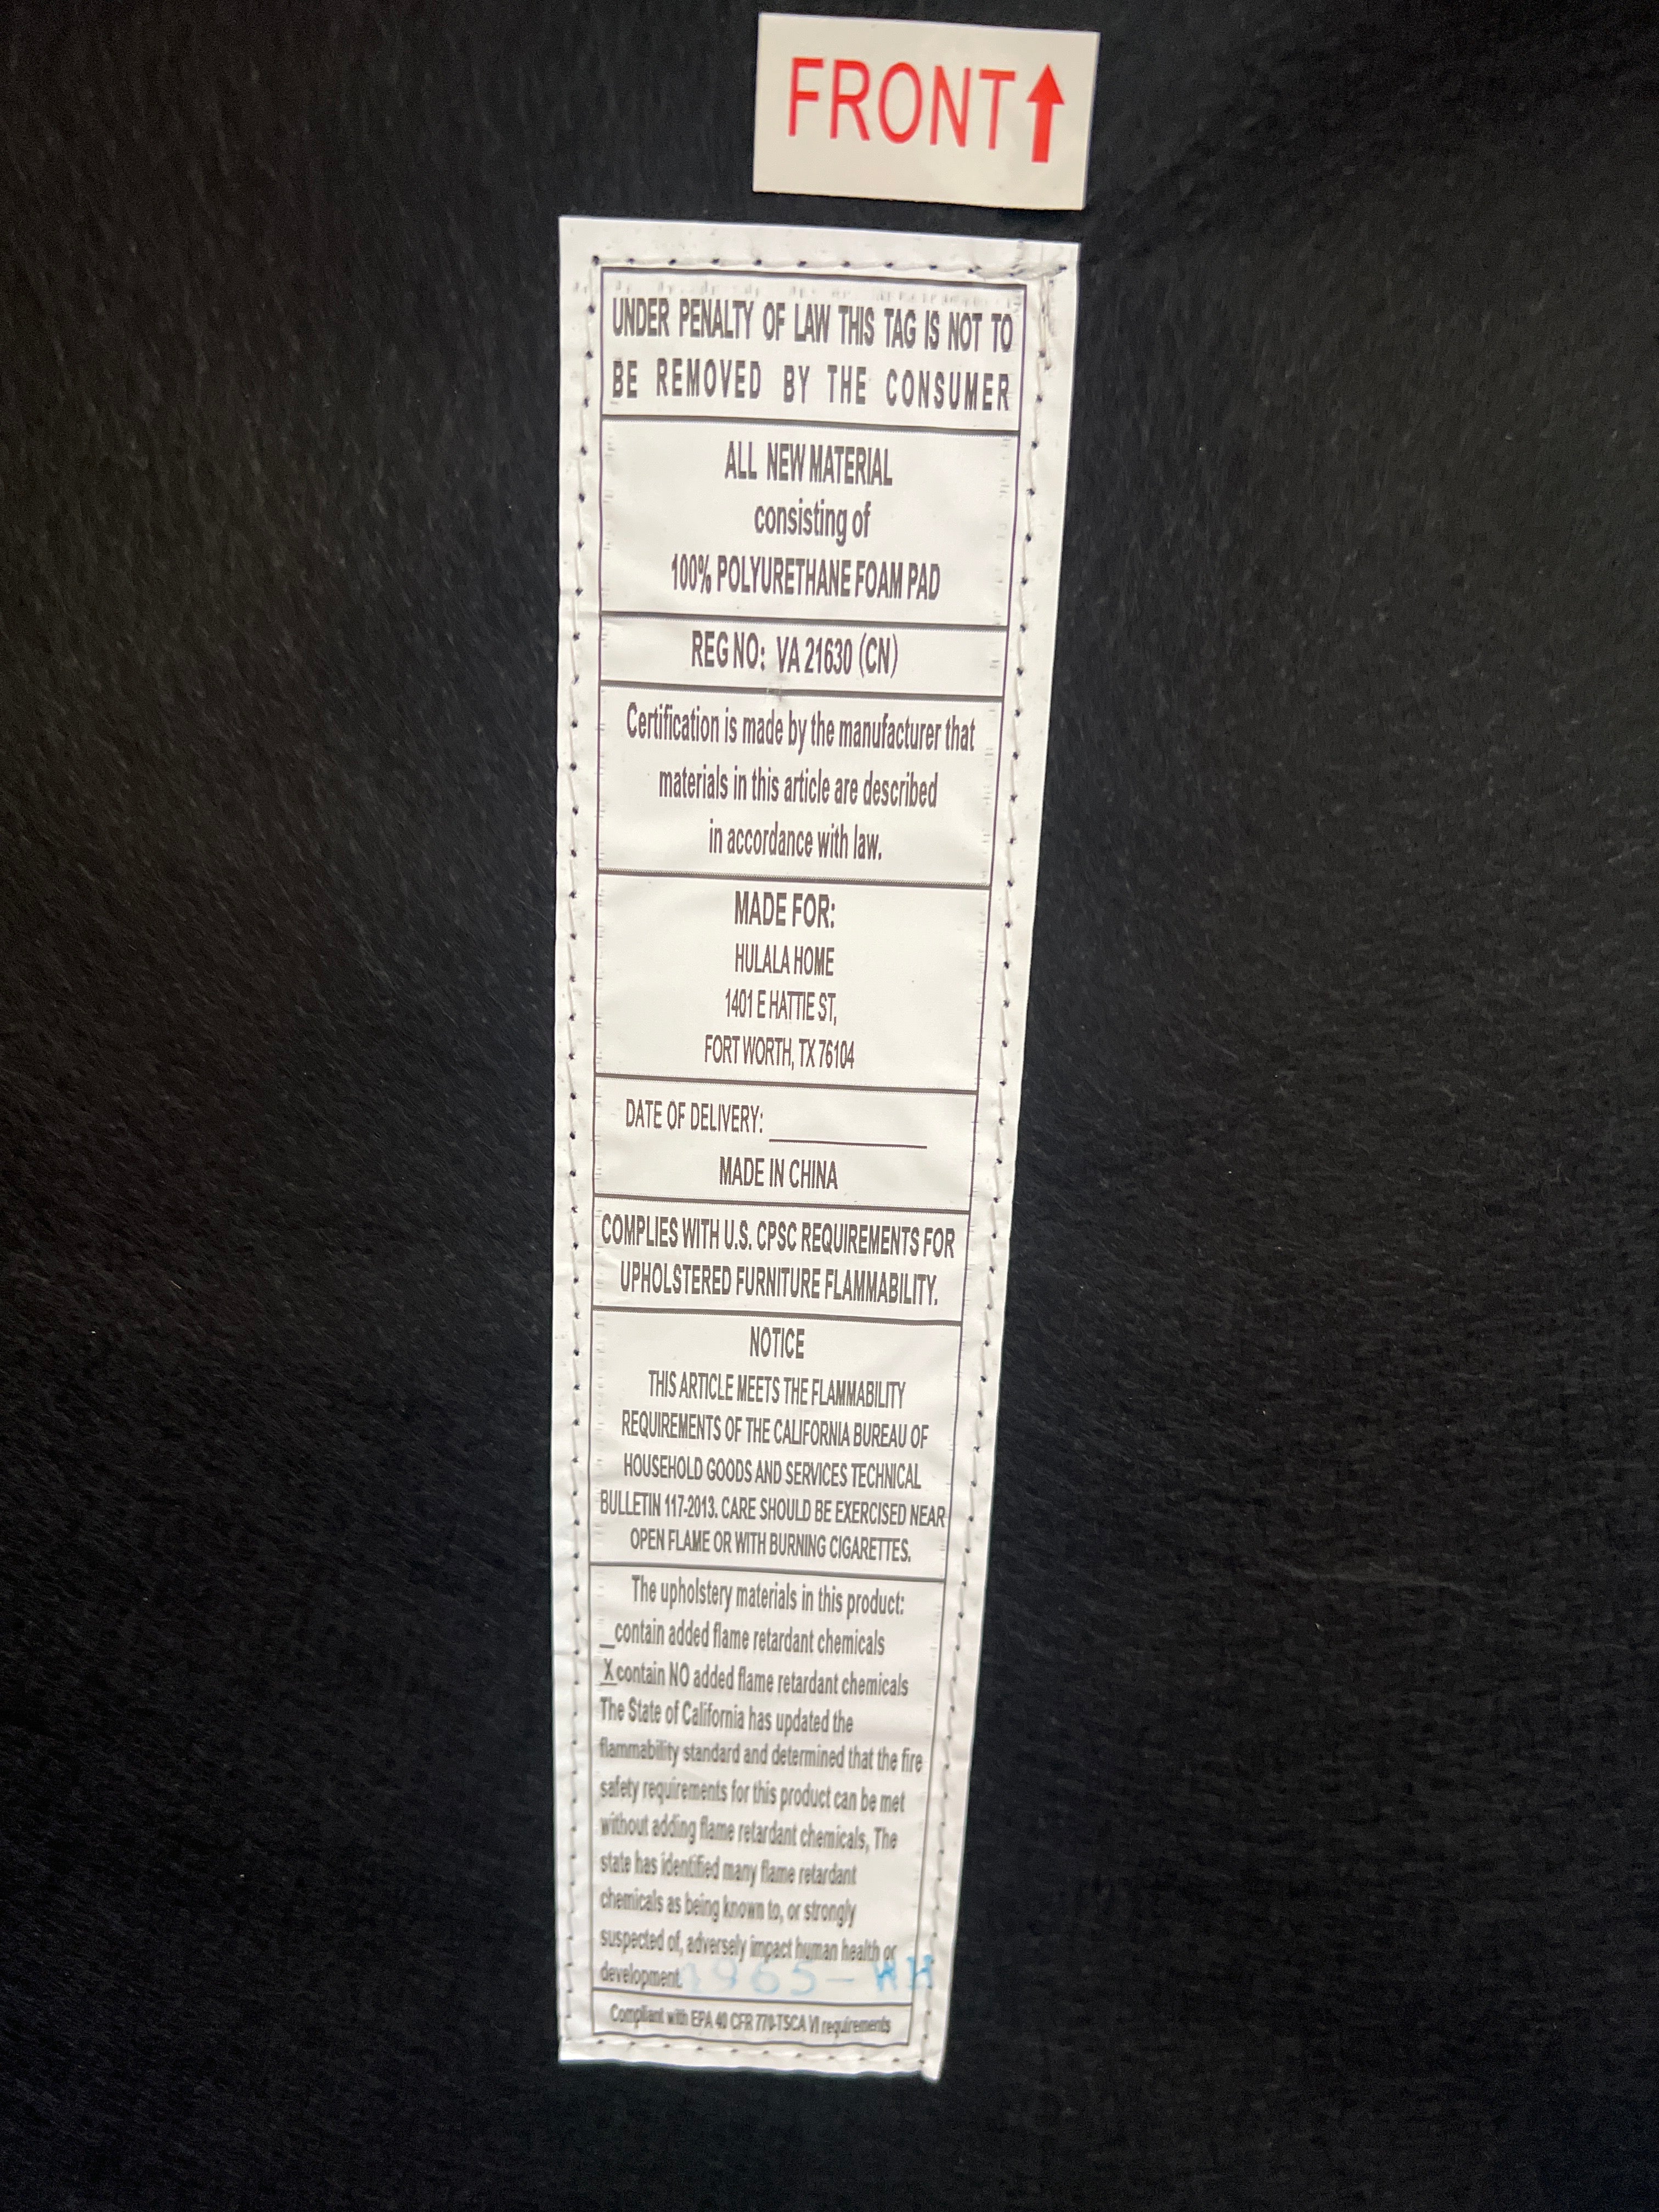 FRONT↑
UNDER PENALTY OF LAW THIS TAG IS NOT TO
BE REMOVED BY THE CONSUMER
ALL NEW MATERIAL
consisting of
100% POLYURETHANE FOAM PAD
REG NO: VA 21630 (CN)
Certification is made by the manufacturer that
materials in this article are described
in accordance with law.
MADE FOR:
HULALA HOME
1401 E HATTIE ST,
FORT WORTH, TX 76104
DATE OF DELIVERY: ____________
MADE IN CHINA
COMPLIES WITH U.S. CPSC REQUIREMENTS FOR
UPHOLSTERED FURNITURE FLAMMABILITY.
NOTICE
THIS ARTICLE MEETS THE FLAMMABILITY
REQUIREMENTS OF THE CALIFORNIA BUREAU OF
HOUSEHOLD GOODS AND SERVICES TECHNICAL
BULLETIN 117-2013. CARE SHOULD BE EXERCISED NEAR
OPEN FLAME OR WITH BURNING CIGARETTES.
The upholstery materials in this product:
_contain added flame retardant chemicals
X contain NO added flame retardant chemicals
The State of California has updated the
flammability standard and determined that the fire
safety requirements for this product can be met
without adding flame retardant chemicals, The
state has identified many flame retardant
chemicals as being known to, or strongly
suspected of, adversely impact human health or
development.
Compliant with EPA 40 CFR 770-TSCA VI requirements